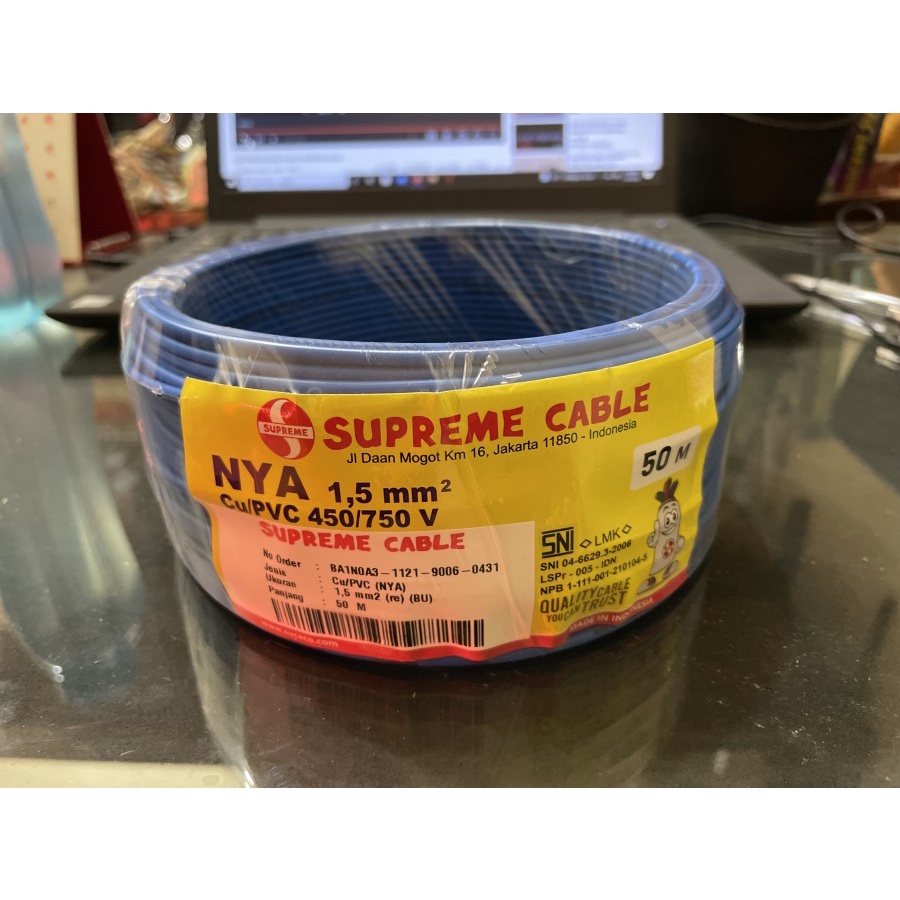 SUPREME
SUPREME CABLE
Jl Daan Mogot Km 16, Jakarta 11850 - Indonesia
50 M
NYA 1,5 mm²
Cu/PVC 450/750 V
SUPREME CABLE
No Order : BA1N0A3-1121-9006-0431
Jenis : Cu/PVC (NYA)
Ukuran : 1,5 mm2 (re) (BU)
Panjang : 50 M
www.sucaco.com
SNI LMK
SNI 04-6629.3-2006
LSPr - 005 - IDN
NPB 1-111-001-210104-5
QUALITY CABLE
YOU CAN TRUST
MADE IN INDONESIA